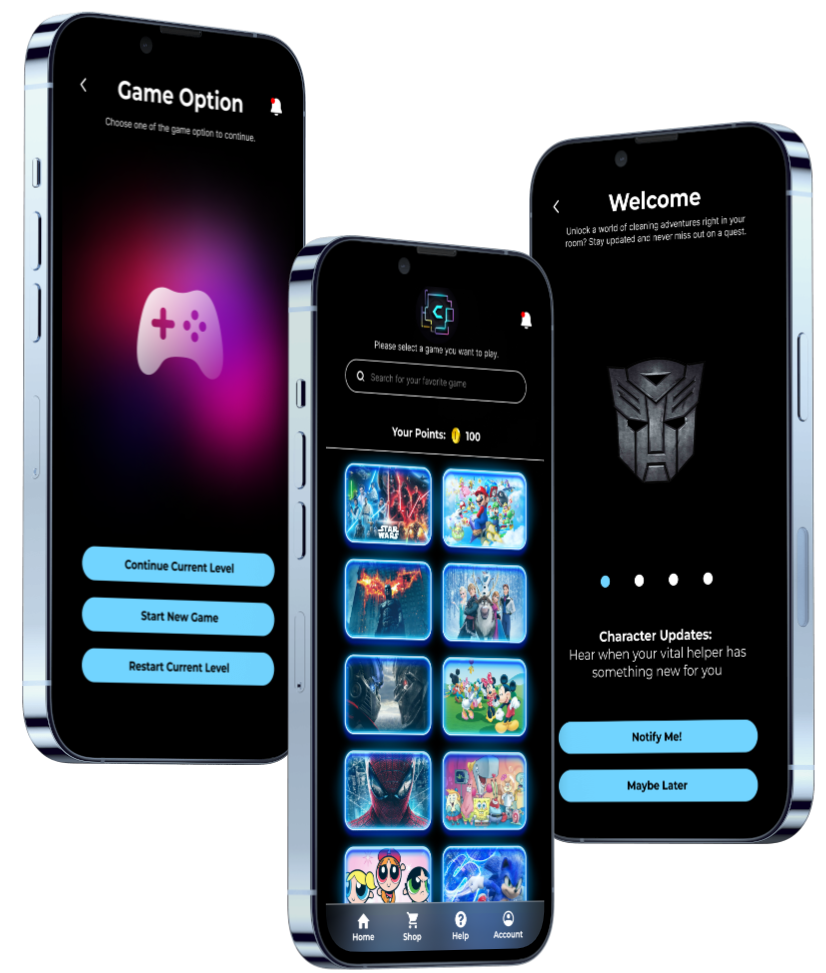 Game Option
Choose one of the game option to continue.
Continue Current Level
Start New Game
Restart Current Level
Please select a game you want to play.
Search for your favorite game
Your Points: 100
STAR
WARS
Home
Shop
Help
Account
Welcome
Unlock a world of cleaning adventures right in your
room? Stay updated and never miss out on a quest.
Character Updates:
Hear when your vital helper has
something new for you
Notify Me!
Maybe Later